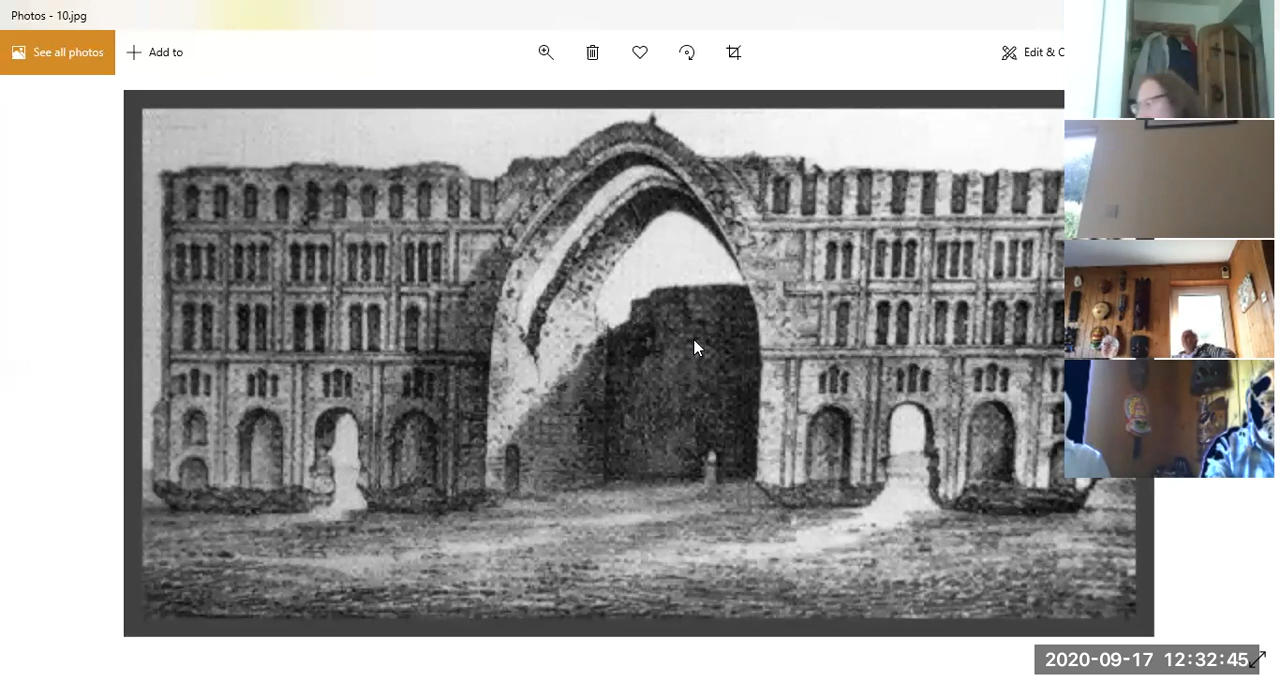 Photos - 10.jpg
See all photos
Add to
Edit & C
2020-09-17 12:32:45